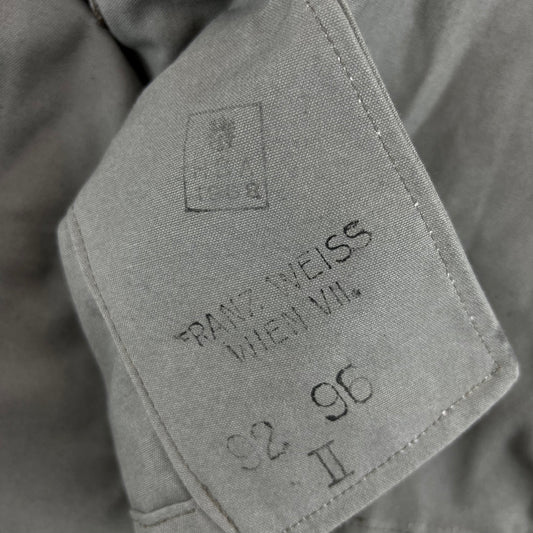 1968
FRANZ WEISS
WIEN VII.
92 96
II